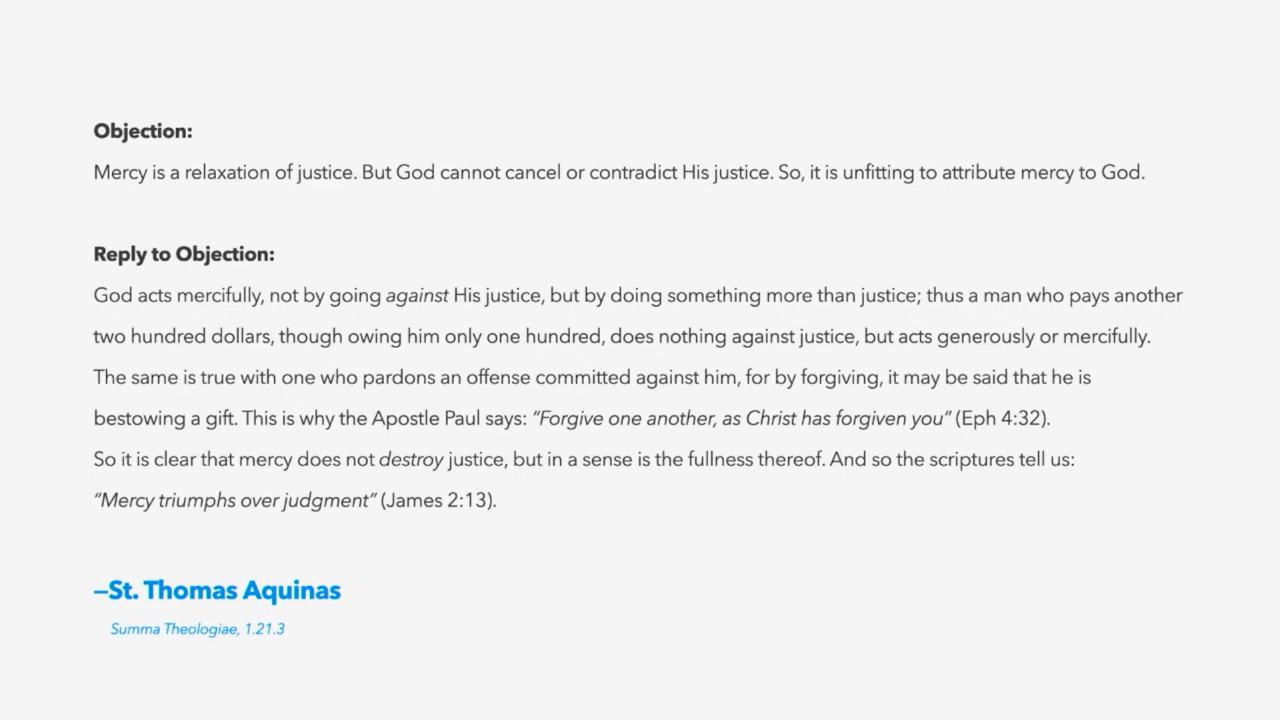 Objection:
Mercy is a relaxation of justice. But God cannot cancel or contradict His justice. So, it is unfitting to attribute mercy to God.
Reply to Objection:
God acts mercifully, not by going against His justice, but by doing something more than justice; thus a man who pays another
two hundred dollars, though owing him only one hundred, does nothing against justice, but acts generously or mercifully.
The same is true with one who pardons an offense committed against him, for by forgiving, it may be said that he is
bestowing a gift. This is why the Apostle Paul says: “Forgive one another, as Christ has forgiven you” (Eph 4:32).
So it is clear that mercy does not destroy justice, but in a sense is the fullness thereof. And so the scriptures tell us:
“Mercy triumphs over judgment” (James 2:13).
—St. Thomas Aquinas
Summa Theologiae, 1.21.3